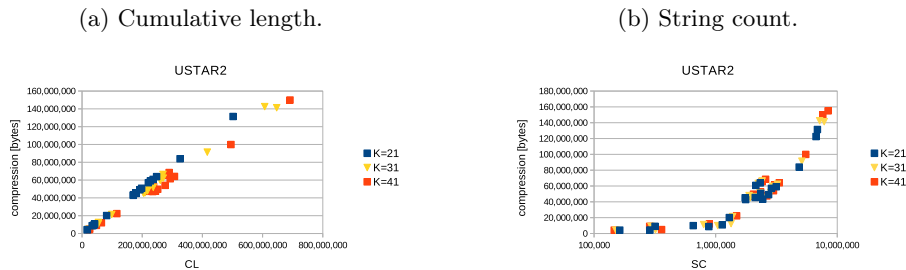 (a) Cumulative length.
(b) String count.
USTAR2
160,000,000
140,000,000
120,000,000
100,000,000
80,000,000
60,000,000
40,000,000
20,000,000
0
compression [bytes]
0 200,000,000 400,000,000 600,000,000 800,000,000
CL
K=21
K=31
K=41
USTAR2
180,000,000
160,000,000
140,000,000
120,000,000
100,000,000
80,000,000
60,000,000
40,000,000
20,000,000
0
compression [bytes]
100,000 1,000,000 10,000,000
SC
K=21
K=31
K=41